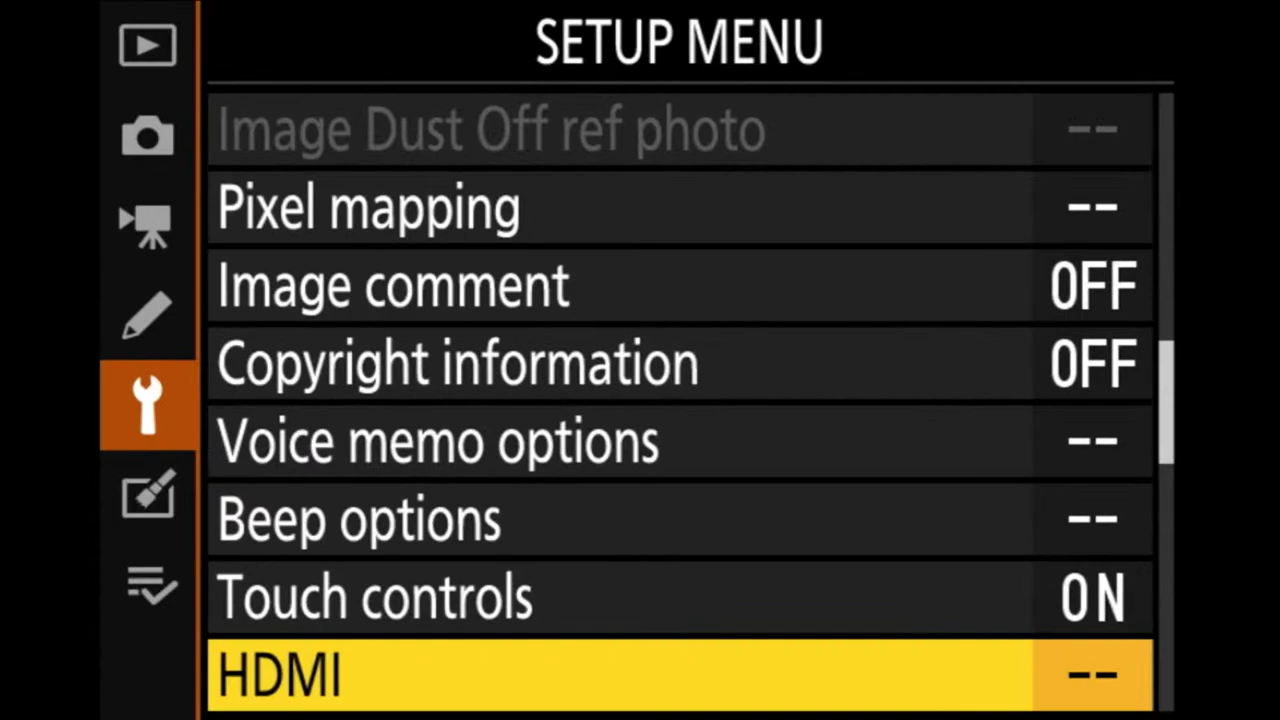 SETUP MENU
Image Dust Off ref photo --
Pixel mapping --
Image comment OFF
Copyright information OFF
Voice memo options --
Beep options --
Touch controls ON
HDMI --